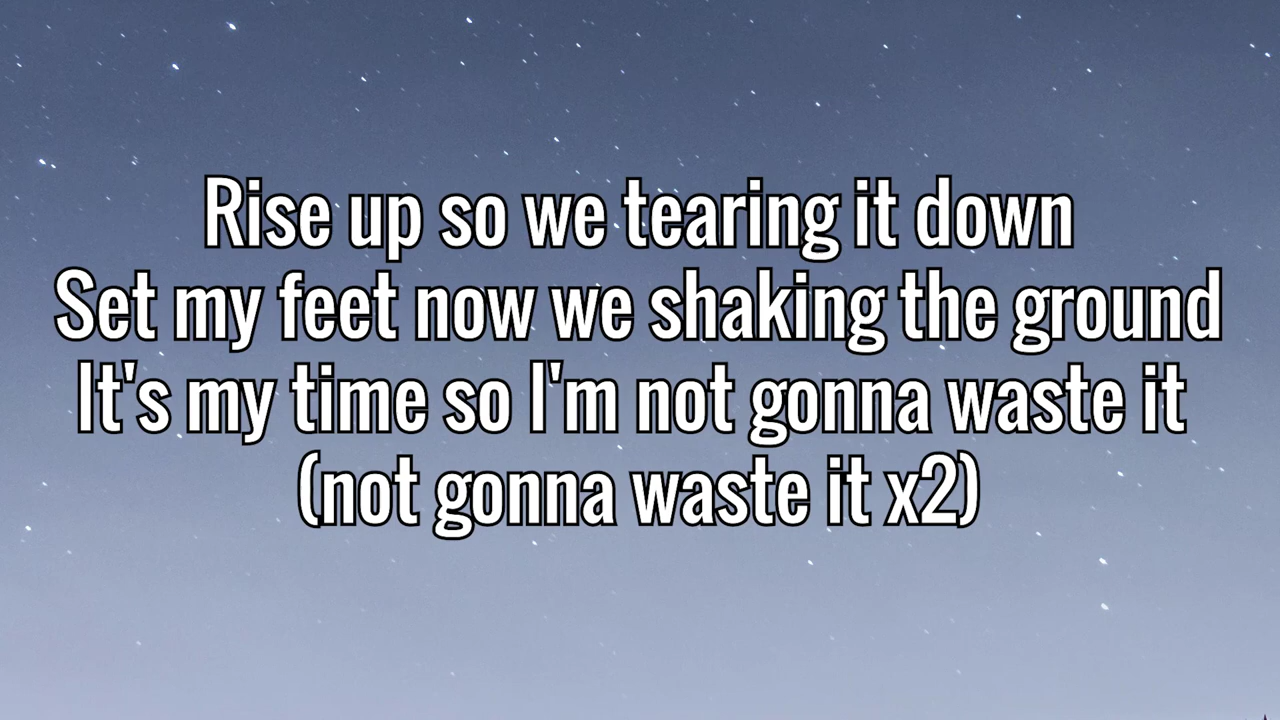 Rise up so we tearing it down
Set my feet now we shaking the ground
It's my time so I'm not gonna waste it
(not gonna waste it x2)